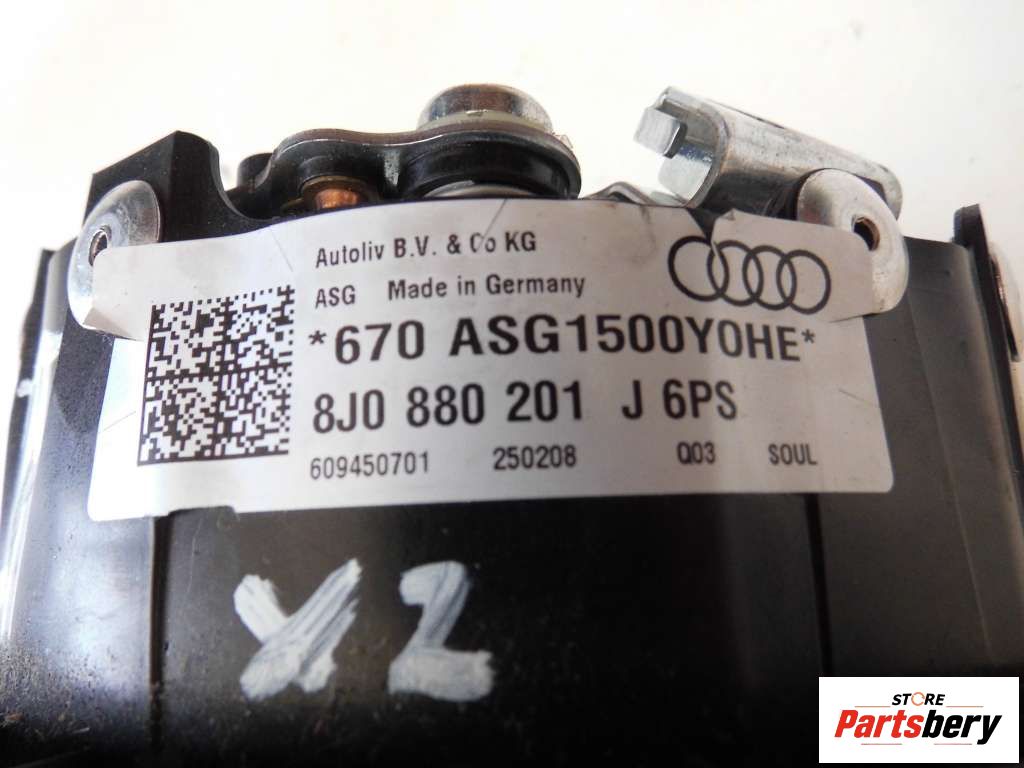 Autoliv B.V. & Co KG
ASG Made in Germany
*670 ASG1500Y0HE*
8J0 880 201 J 6PS
609450701 250208 Q03 SOUL
X2
STORE
Partsbery